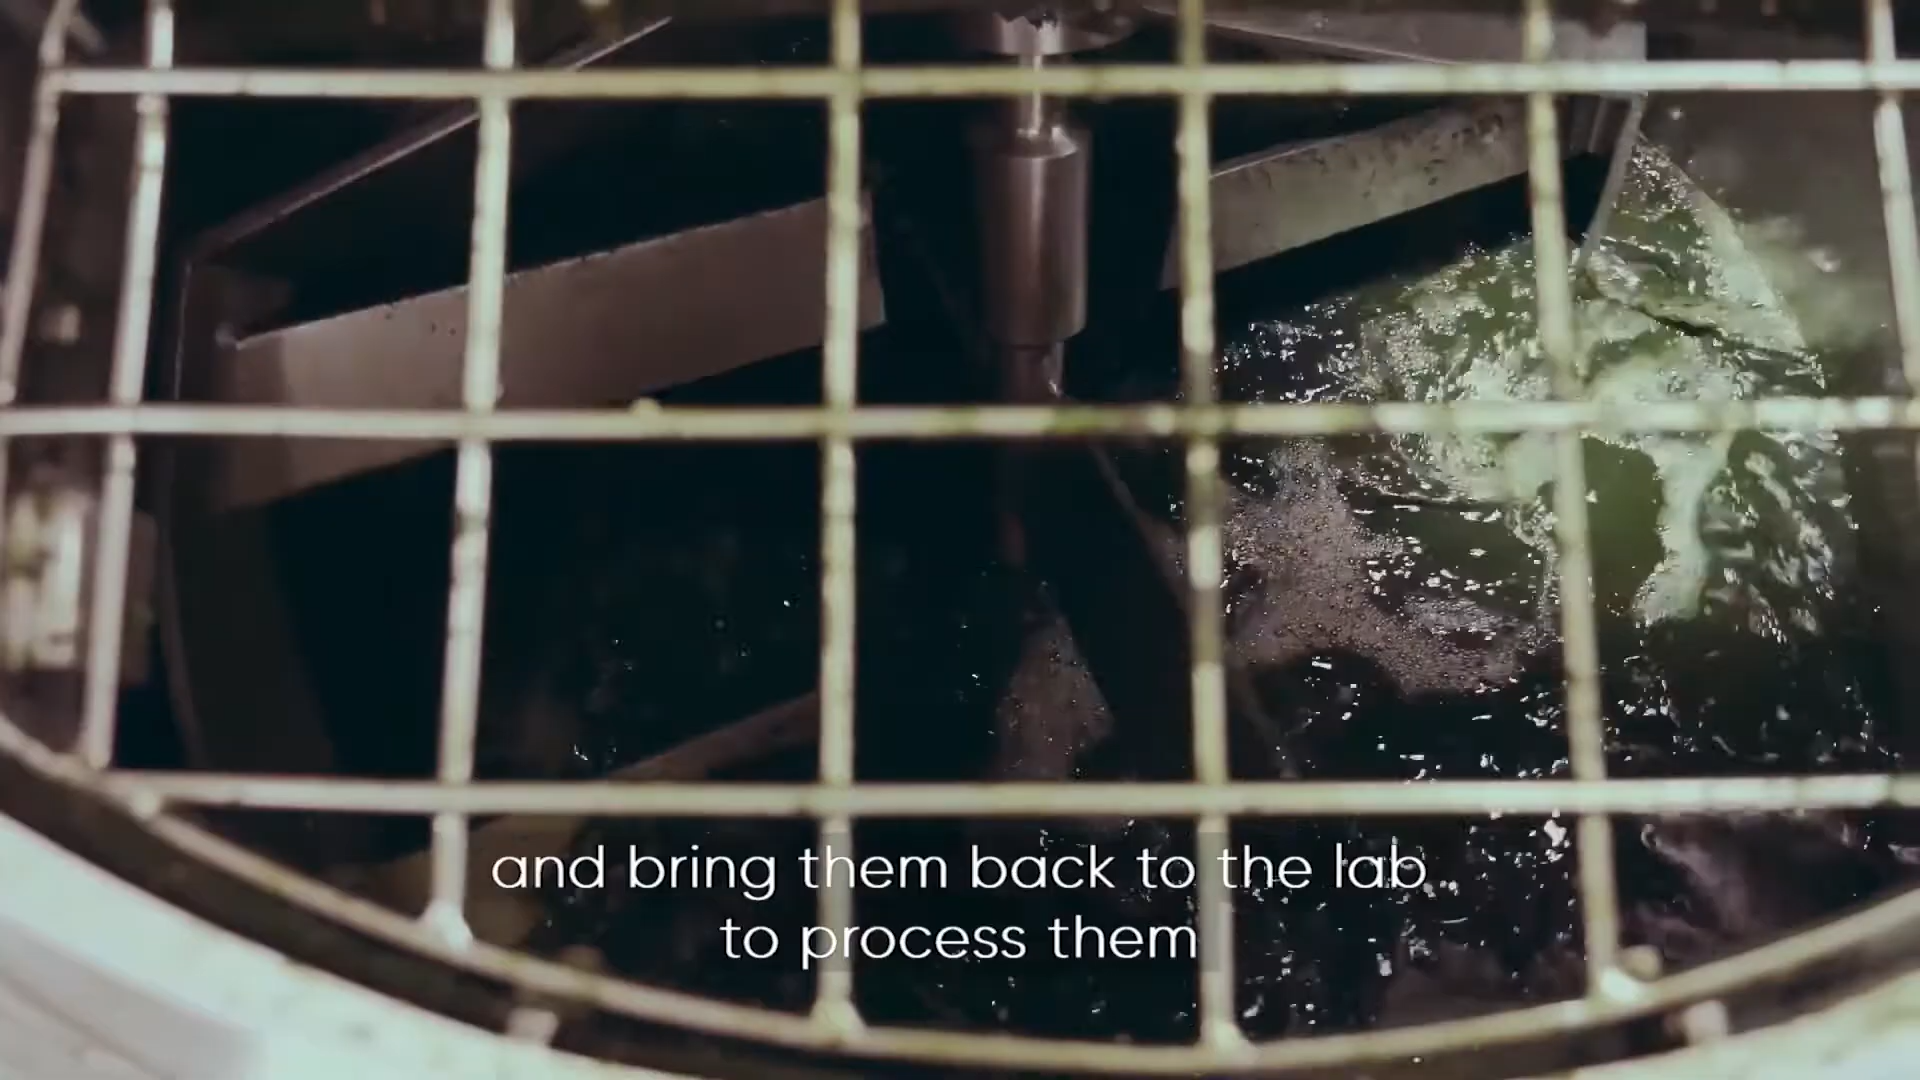 and bring them back to the lab
to process them